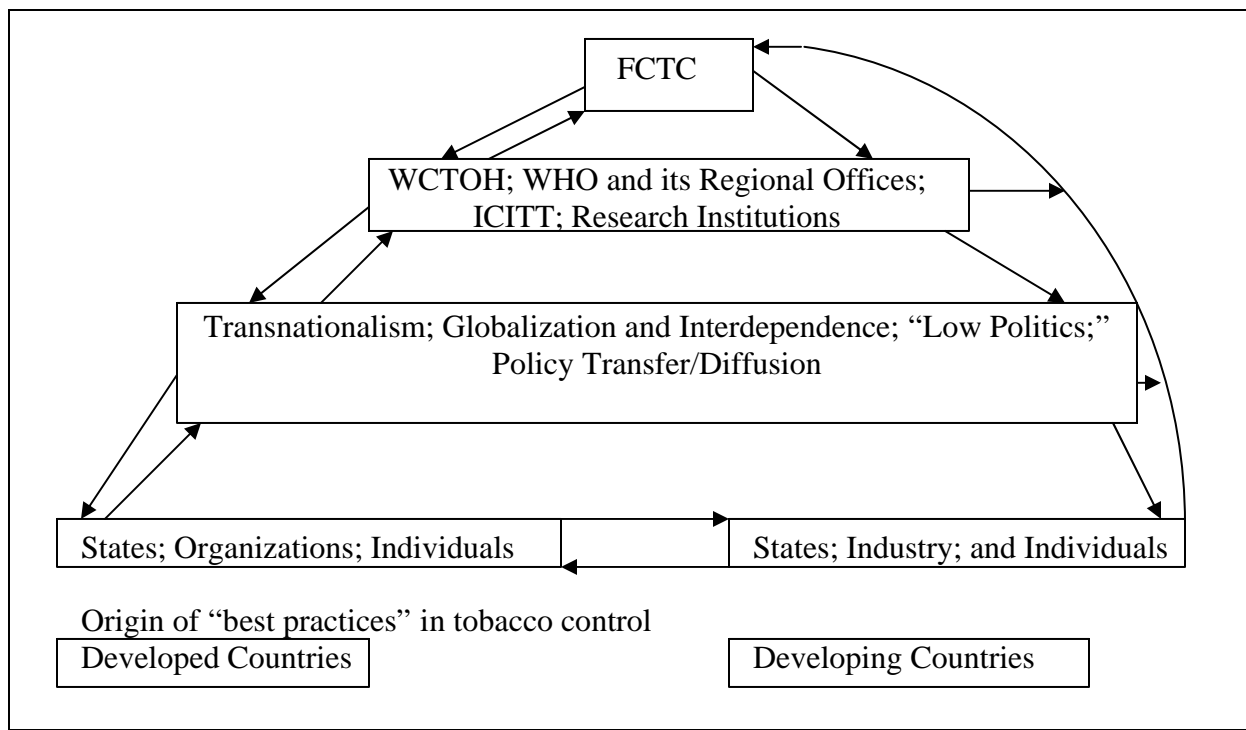 FCTC
WCTOH; WHO and its Regional Offices;
ICITT; Research Institutions
Transnationalism; Globalization and Interdependence; “Low Politics;”
Policy Transfer/Diffusion
States; Organizations; Individuals
States; Industry; and Individuals
Origin of “best practices” in tobacco control
Developed Countries
Developing Countries